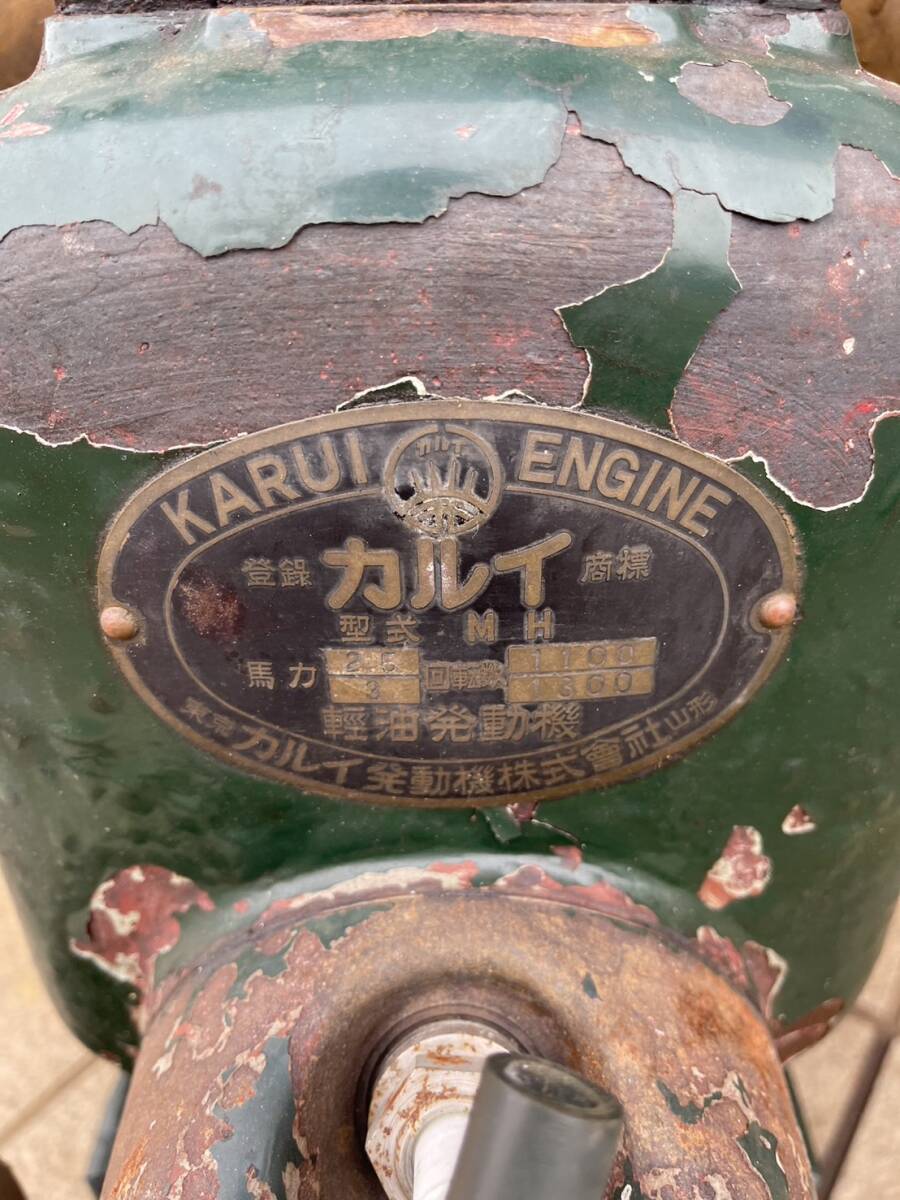 KARUI ENGINE
カルイ
登録 カルイ 商標
型式 MH
馬力 2.5 回転数 1100
3 1300
輕油発動機
東京 カルイ発動機株式會社 山形